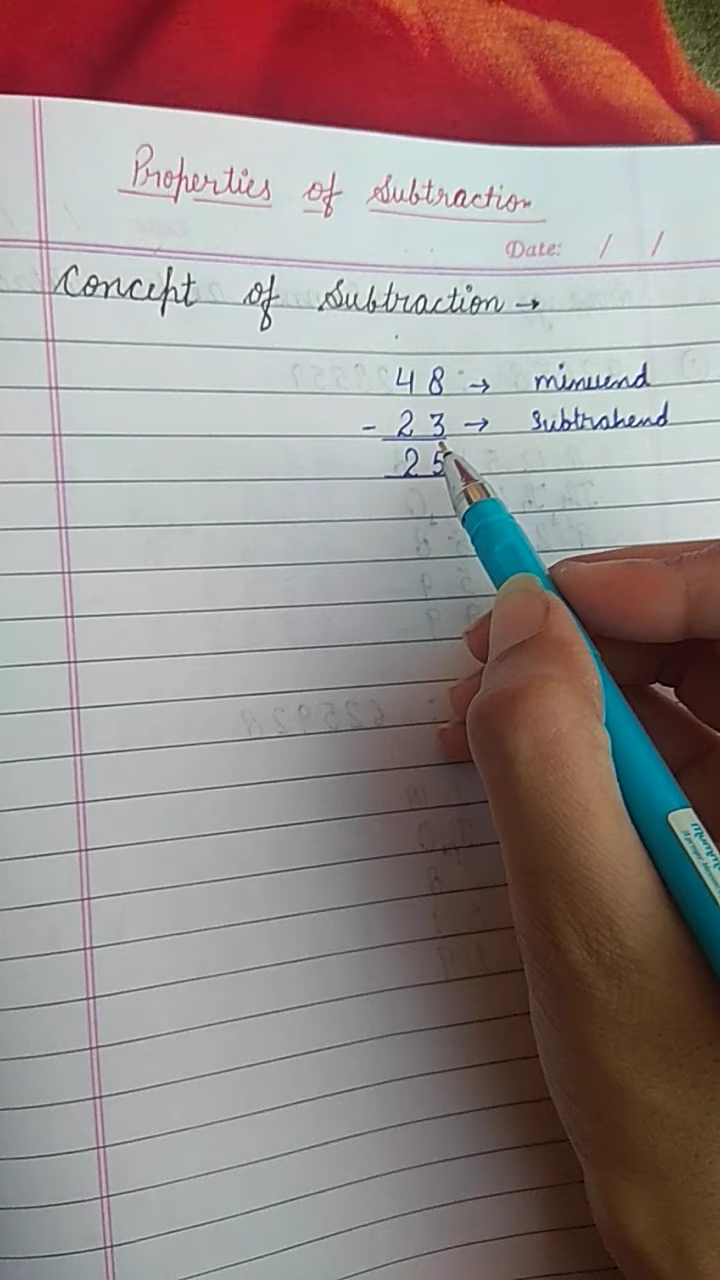 Properties of Subtraction
Date: / /
Concept of Subtraction →
48 → minuend
- 23 → Subtrahend
25